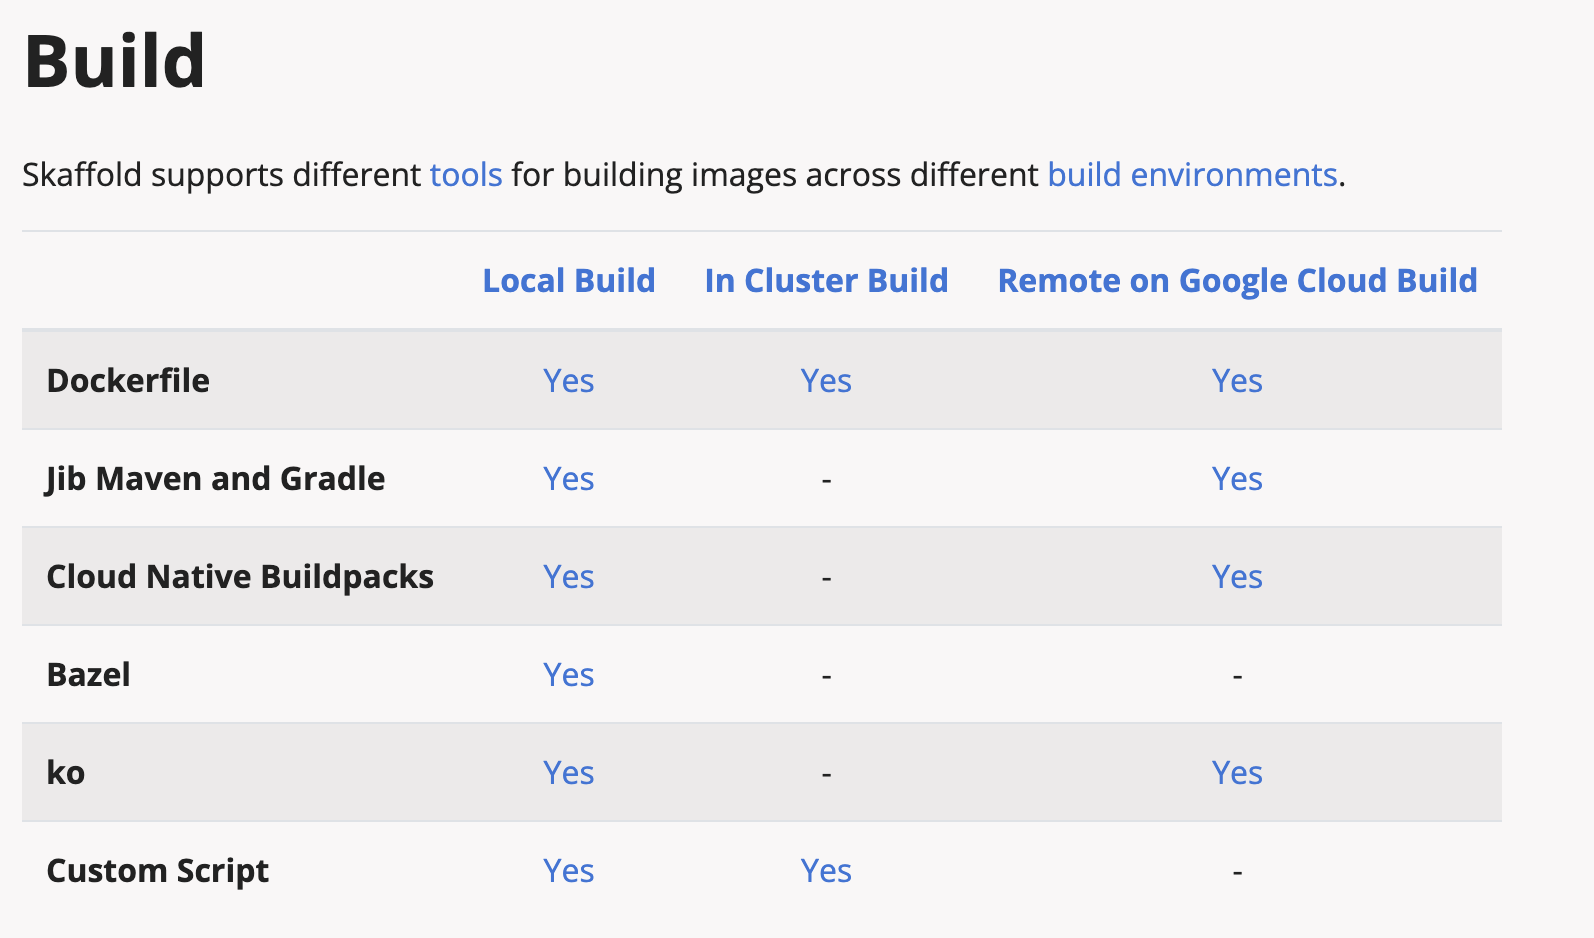 Build
Skaffold supports different tools for building images across different build environments.
Local Build In Cluster Build Remote on Google Cloud Build
Dockerfile Yes Yes Yes
Jib Maven and Gradle Yes - Yes
Cloud Native Buildpacks Yes - Yes
Bazel Yes - -
ko Yes - Yes
Custom Script Yes Yes -